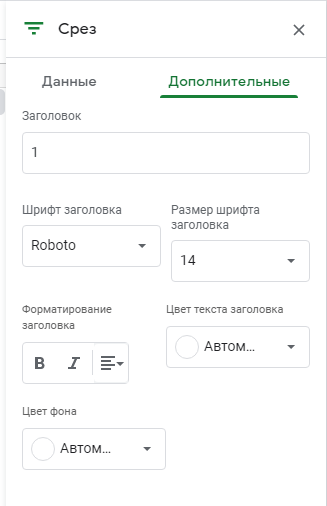 Срез
Данные
Дополнительные
Заголовок
1
Шрифт заголовка
Размер шрифта
заголовка
Roboto
14
Форматирование
заголовка
Цвет текста заголовка
B I
Автом...
Цвет фона
Автом...